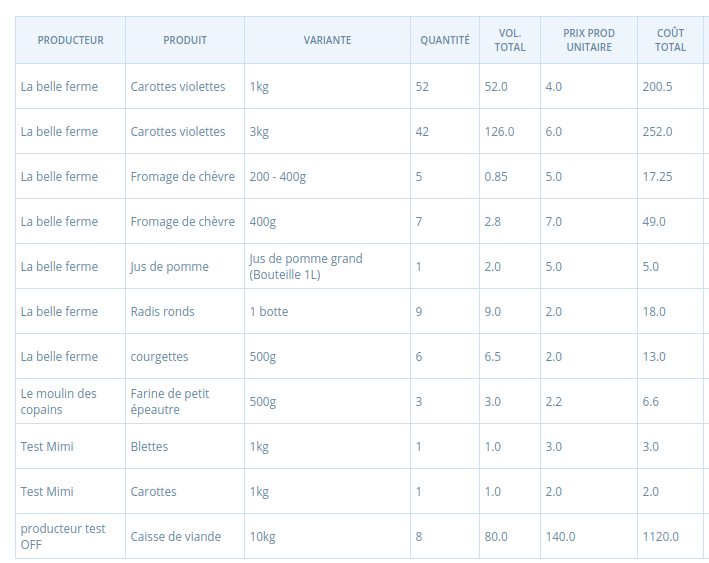 PRODUCTEUR PRODUIT VARIANTE QUANTITÉ VOL. TOTAL PRIX PROD UNITAIRE COÛT TOTAL
La belle ferme Carottes violettes 1kg 52 52.0 4.0 200.5
La belle ferme Carottes violettes 3kg 42 126.0 6.0 252.0
La belle ferme Fromage de chèvre 200 - 400g 5 0.85 5.0 17.25
La belle ferme Fromage de chèvre 400g 7 2.8 7.0 49.0
La belle ferme Jus de pomme Jus de pomme grand (Bouteille 1L) 1 2.0 5.0 5.0
La belle ferme Radis ronds 1 botte 9 9.0 2.0 18.0
La belle ferme courgettes 500g 6 6.5 2.0 13.0
Le moulin des copains Farine de petit épeautre 500g 3 3.0 2.2 6.6
Test Mimi Blettes 1kg 1 1.0 3.0 3.0
Test Mimi Carottes 1kg 1 1.0 2.0 2.0
producteur test OFF Caisse de viande 10kg 8 80.0 140.0 1120.0